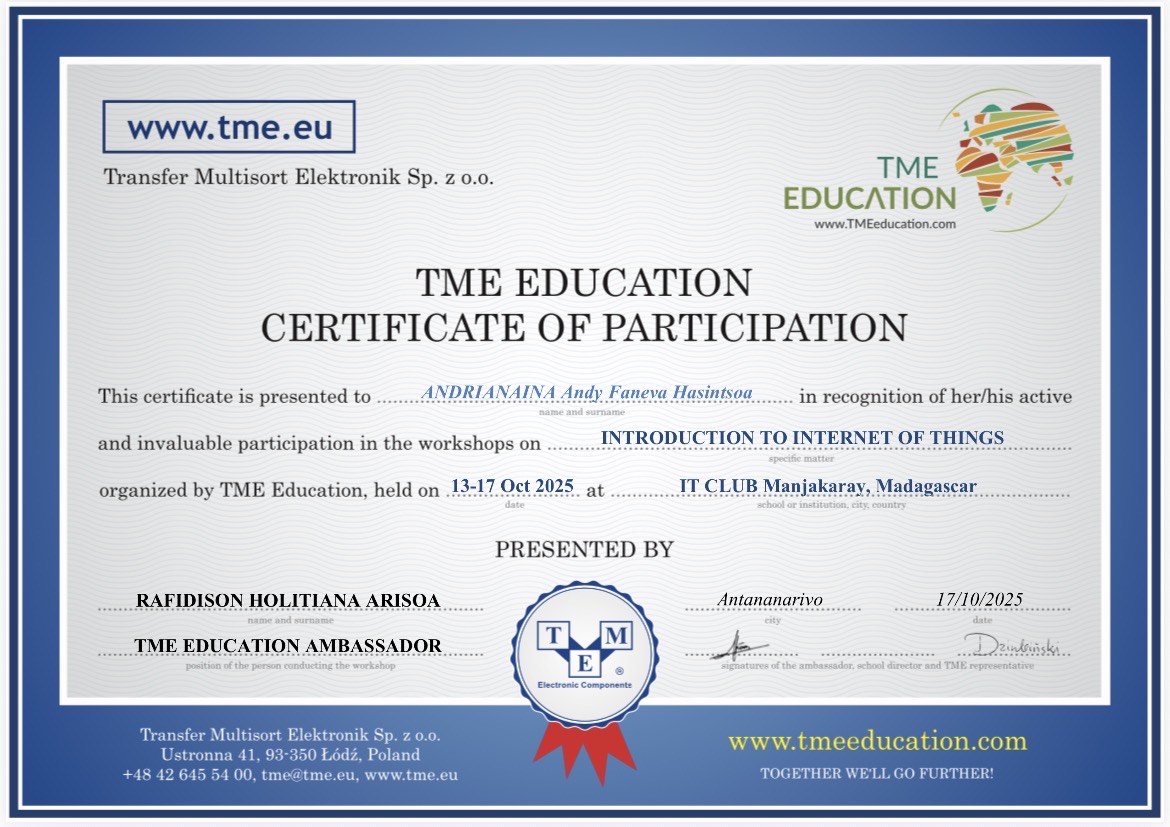 www.tme.eu
Transfer Multisort Elektronik Sp. z o.o.
TME
EDUCATION
www.TMEeducation.com
TME EDUCATION
CERTIFICATE OF PARTICIPATION
This certificate is presented to ANDRIANAINA Andy Faneva Hasintsoa in recognition of her/his active
name and surname
and invaluable participation in the workshops on INTRODUCTION TO INTERNET OF THINGS
specific matter
organized by TME Education, held on 13-17 Oct 2025 at IT CLUB Manjakaray, Madagascar
date school or institution, city, country
PRESENTED BY
RAFIDISON HOLITIANA ARISOA Antananarivo 17/10/2025
name and surname city date
TME EDUCATION AMBASSADOR Dziubiński
position of the person conducting the workshop signatures of the ambassador, school director and TME representative
T M E ®
Electronic Components
Transfer Multisort Elektronik Sp. z o.o.
Ustronna 41, 93-350 Łódź, Poland
+48 42 645 54 00, tme@tme.eu, www.tme.eu
www.tmeeducation.com
TOGETHER WE'LL GO FURTHER!